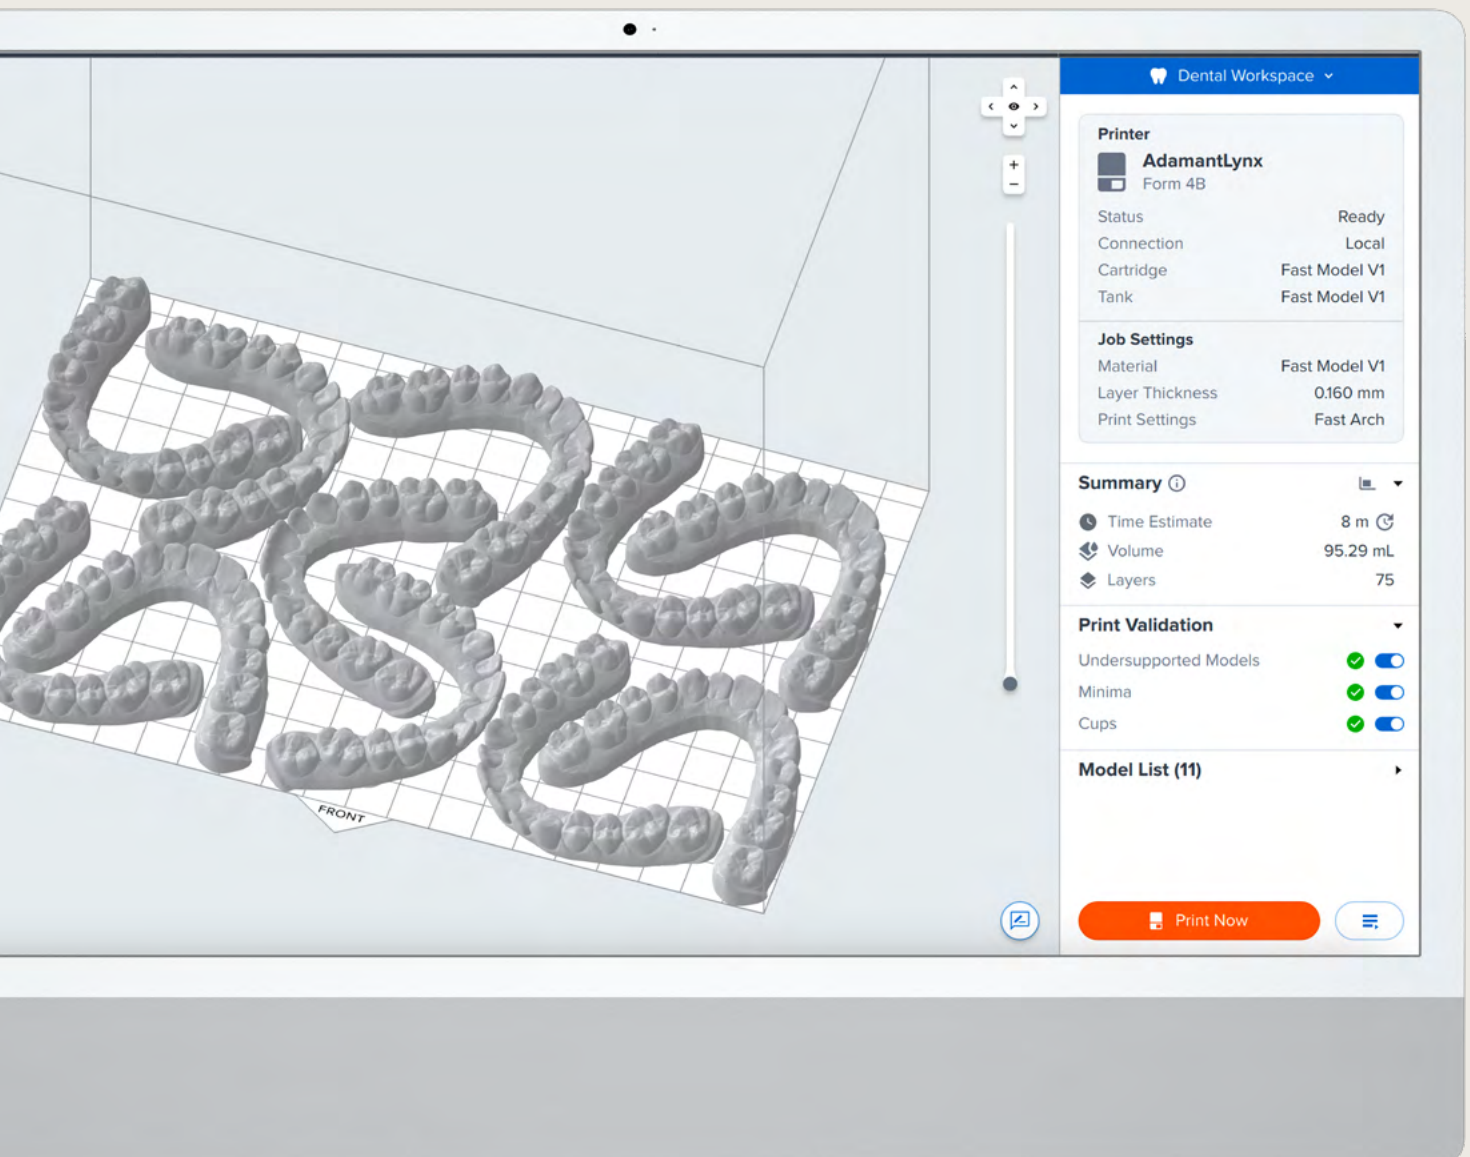 Dental Workspace
Printer
AdamantLynx
Form 4B
Status Ready
Connection Local
Cartridge Fast Model V1
Tank Fast Model V1
Job Settings
Material Fast Model V1
Layer Thickness 0.160 mm
Print Settings Fast Arch
Summary
Time Estimate 8 m
Volume 95.29 mL
Layers 75
Print Validation
Undersupported Models
Minima
Cups
Model List (11)
FRONT
Print Now